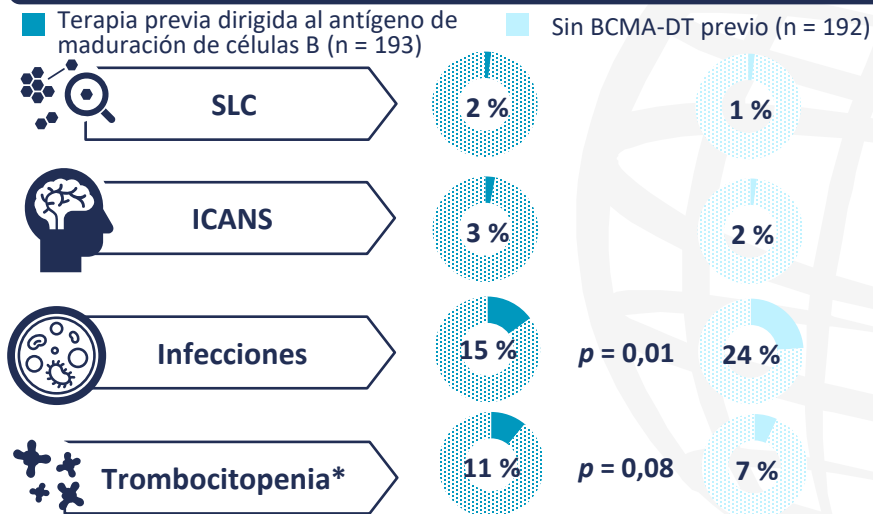 Terapia previa dirigida al antígeno de
maduración de células B (n = 193)
Sin BCMA-DT previo (n = 192)
SLC
2 %
1 %
ICANS
3 %
2 %
Infecciones
15 %
p = 0,01
24 %
Trombocitopenia*
11 %
p = 0,08
7 %